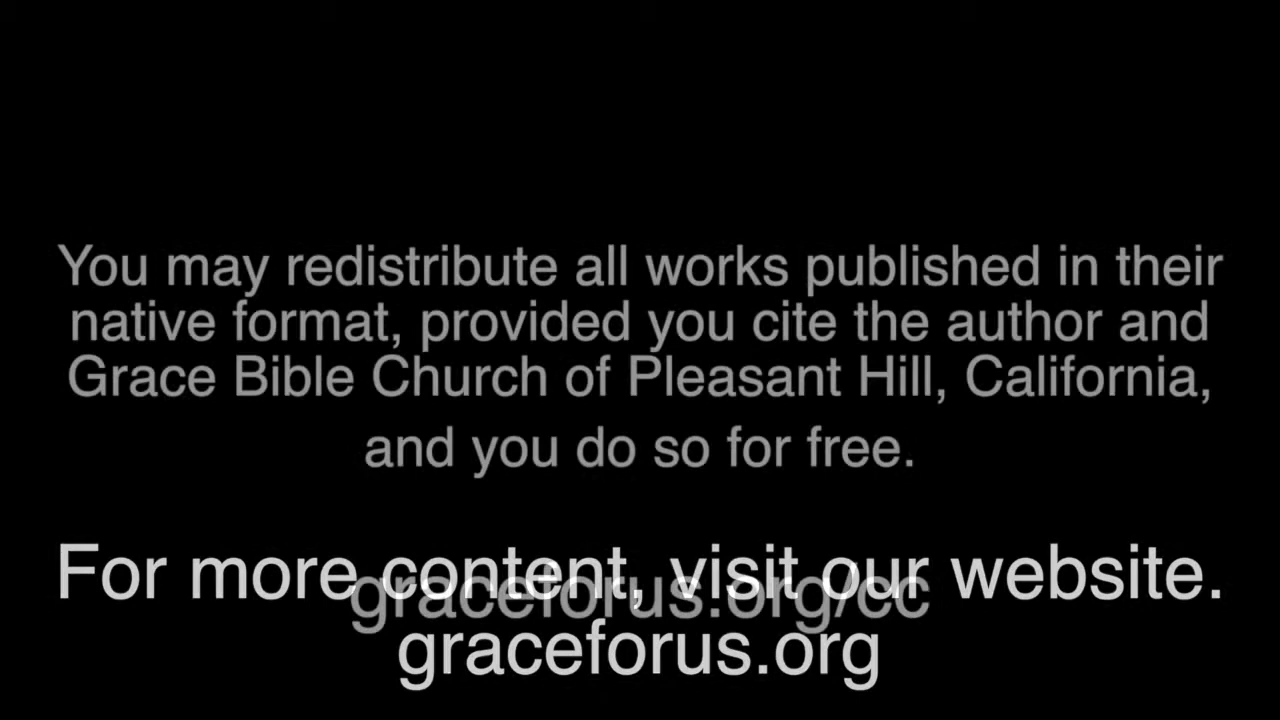 You may redistribute all works published in their
native format, provided you cite the author and
Grace Bible Church of Pleasant Hill, California,
and you do so for free.
For more content, visit our website.
graceforus.org/cc
graceforus.org